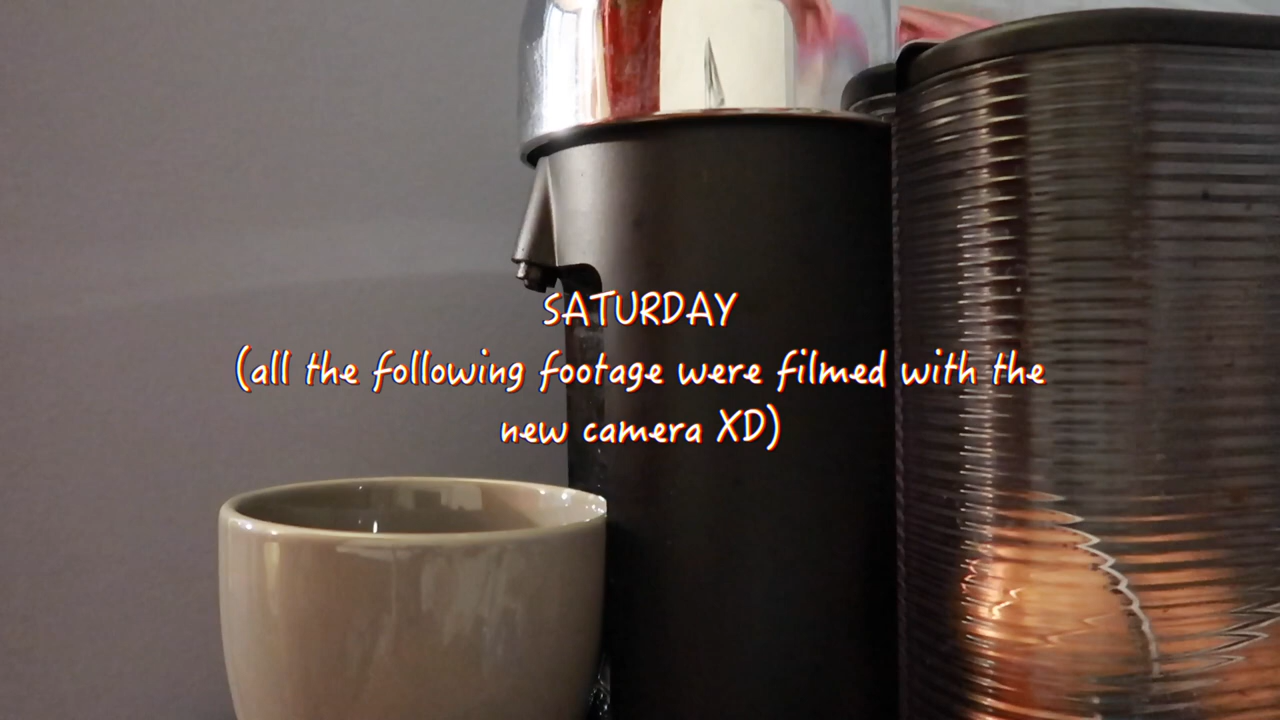 SATURDAY
(all the following footage were filmed with the
new camera XD)